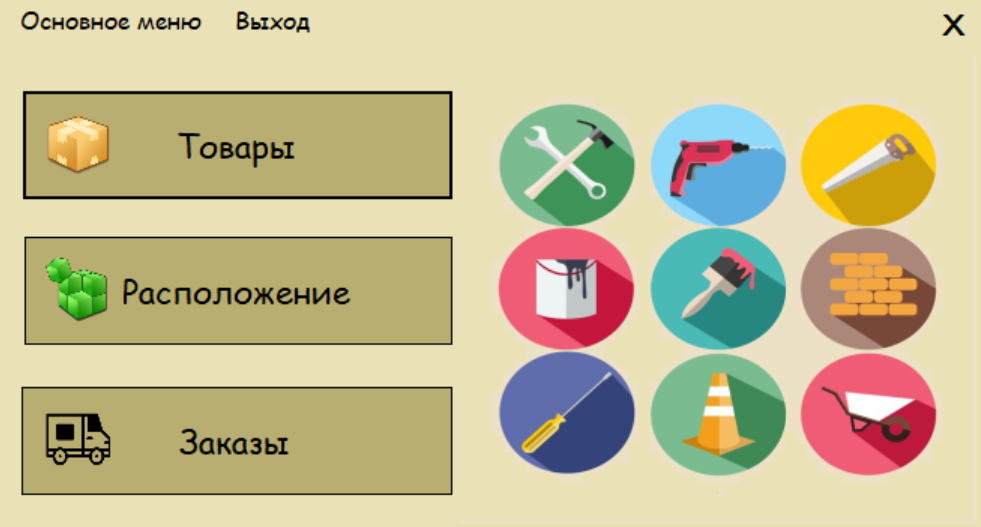 Основное меню Выход X
Товары
Расположение
Заказы